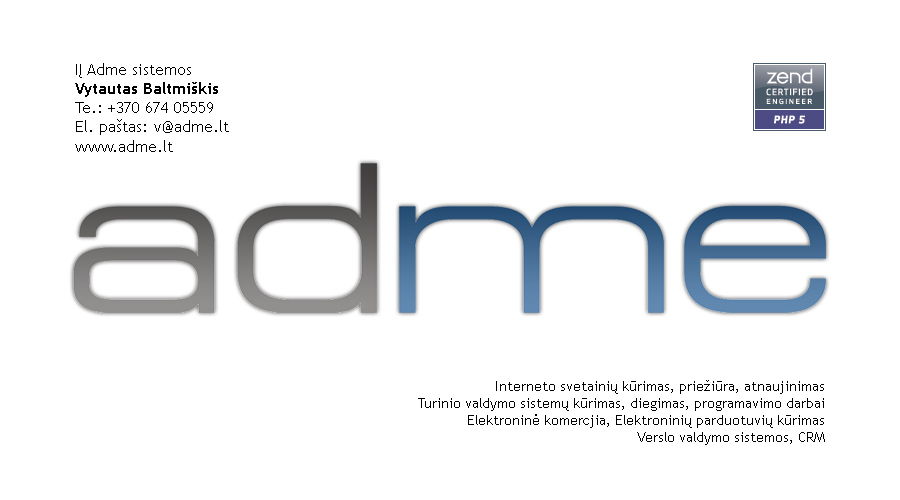 IĮ Adme sistemos
Vytautas Baltmiškis
Te.: +370 674 05559
El. paštas: v@adme.lt
www.adme.lt
zend
CERTIFIED
ENGINEER
PHP 5
adme
Interneto svetainių kūrimas, priežiūra, atnaujinimas
Turinio valdymo sistemų kūrimas, diegimas, programavimo darbai
Elektroninė komercjia, Elektroninių parduotuvių kūrimas
Verslo valdymo sistemos, CRM